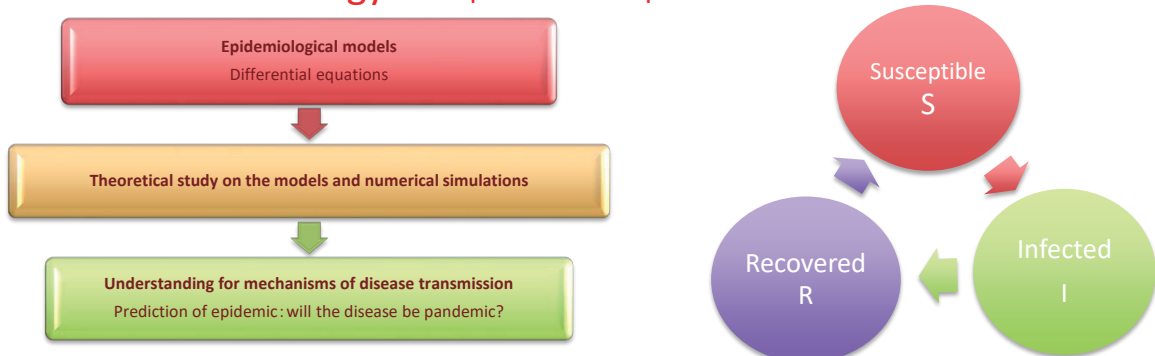 Epidemiological models
Differential equations
Theoretical study on the models and numerical simulations
Understanding for mechanisms of disease transmission
Prediction of epidemic: will the disease be pandemic?
Susceptible
S
Infected
I
Recovered
R